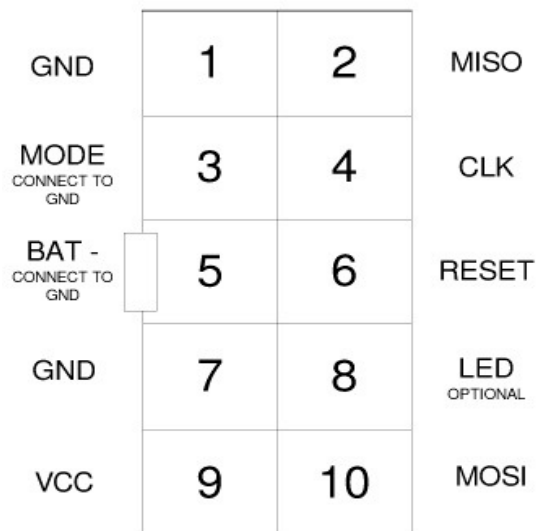 GND 1 2 MISO
MODE 3 4 CLK
CONNECT TO
GND
BAT - 5 6 RESET
CONNECT TO
GND
GND 7 8 LED
OPTIONAL
VCC 9 10 MOSI